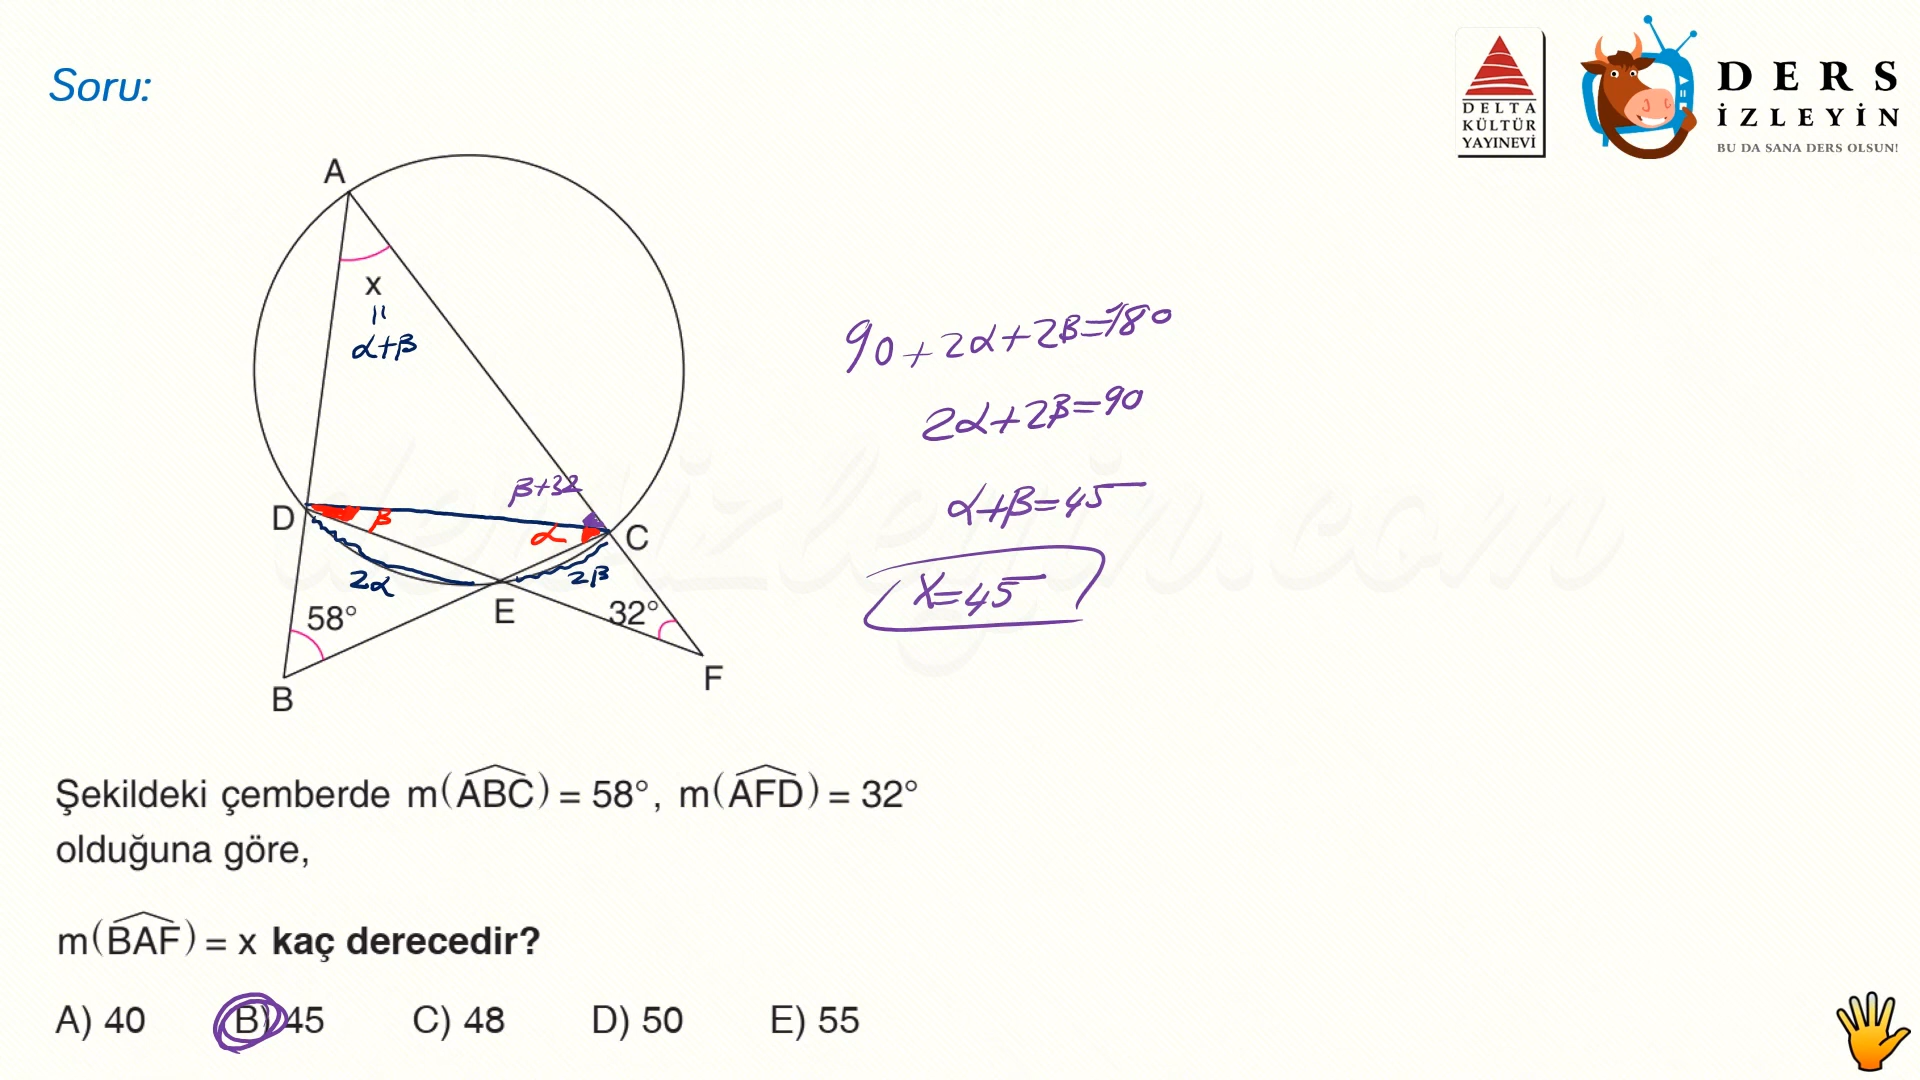 Soru:
DELTA
KÜLTÜR
YAYINEVİ
DERS
İZLEYİN
BU DA SANA DERS OLSUN!
A
x
=
α+β
90+2α+2β=180
2α+2β=90
α+β=45
x=45
β+32
D
β
α
C
2α
2β
58°
E
32°
B
F
dersizleyin.com
Şekildeki çemberde m(ABC) = 58°, m(AFD) = 32°
olduğuna göre,
m(BAF) = x kaç derecedir?
A) 40 B) 45 C) 48 D) 50 E) 55